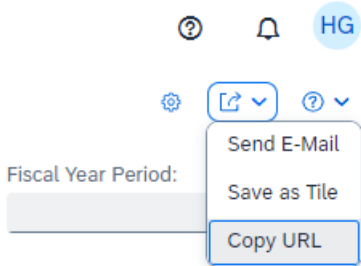 HG
Send E-Mail
Fiscal Year Period:
Save as Tile
Copy URL